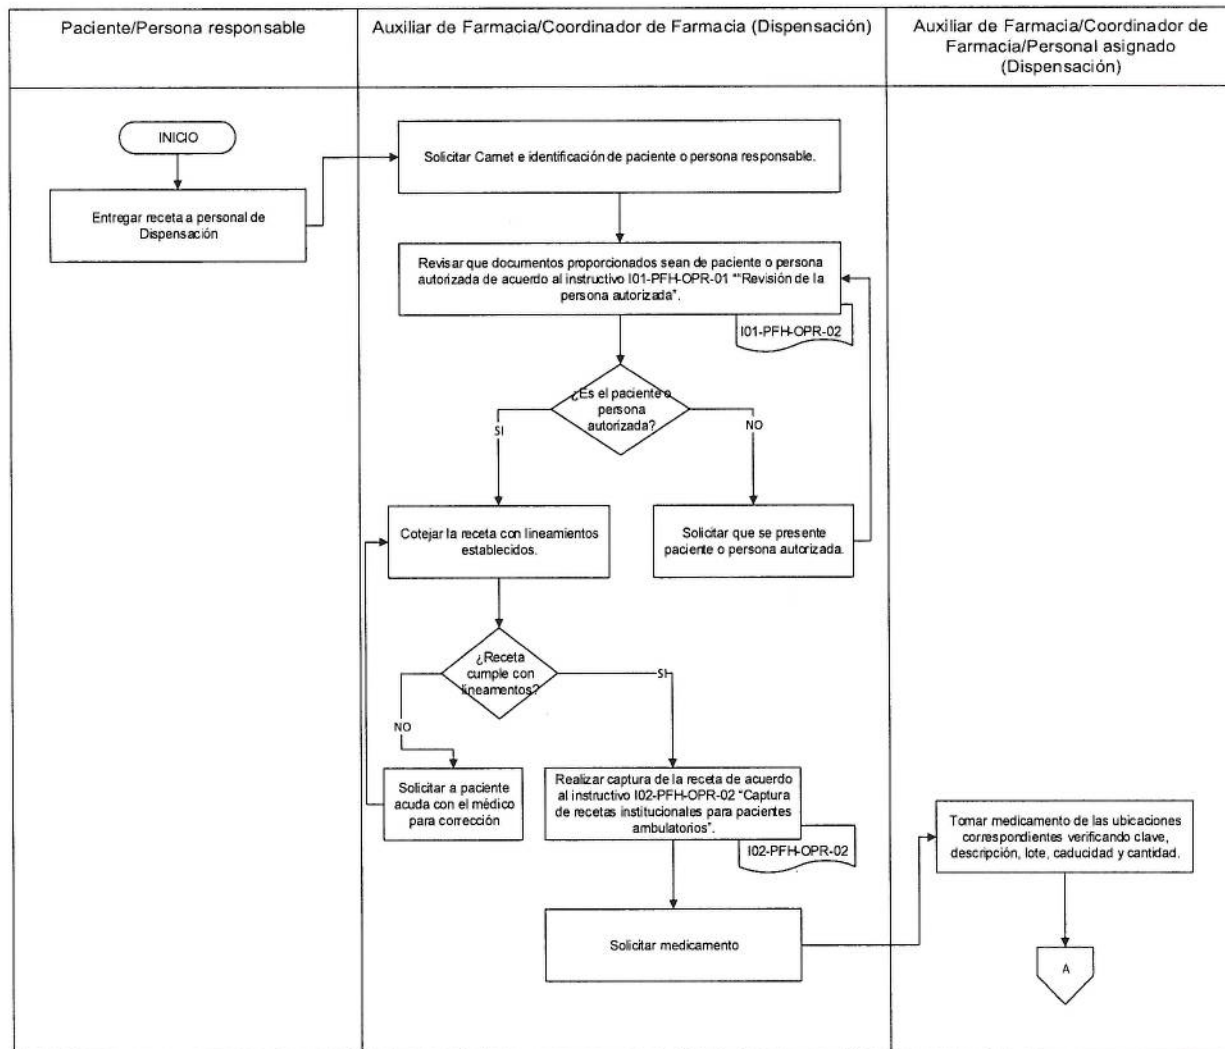 Paciente/Persona responsable
Auxiliar de Farmacia/Coordinador de Farmacia (Dispensación)
Auxiliar de Farmacia/Coordinador de
Farmacia/Personal asignado
(Dispensación)
INICIO
Entregar receta a personal de
Dispensación
Solicitar Carnet e identificación de paciente o persona responsable.
Revisar que documentos proporcionados sean de paciente o persona
autorizada de acuerdo al instructivo I01-PFH-OPR-01 ““Revisión de la
persona autorizada”.
I01-PFH-OPR-02
¿Es el paciente o
persona
autorizada?
SI
NO
Cotejar la receta con lineamientos
establecidos.
Solicitar que se presente
paciente o persona autorizada.
¿Receta
cumple con
lineamentos?
SI
NO
Solicitar a paciente
acuda con el médico
para corrección
Realizar captura de la receta de acuerdo
al instructivo I02-PFH-OPR-02 “Captura
de recetas institucionales para pacientes
ambulatorios”.
I02-PFH-OPR-02
Solicitar medicamento
Tomar medicamento de las ubicaciones
correspondientes verificando clave,
descripción, lote, caducidad y cantidad.
A